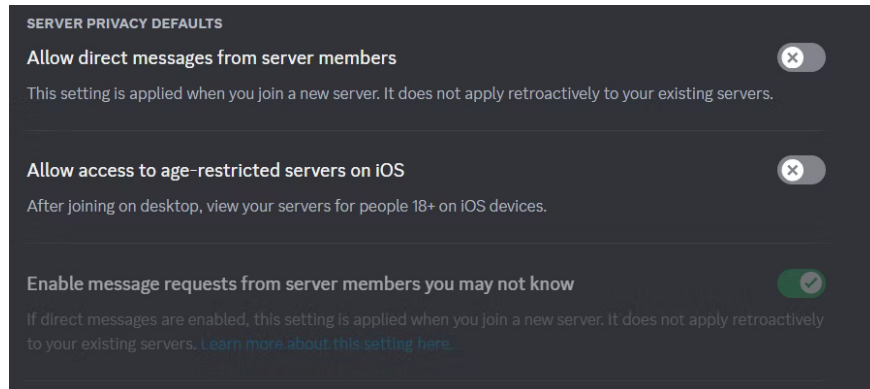 SERVER PRIVACY DEFAULTS
Allow direct messages from server members
This setting is applied when you join a new server. It does not apply retroactively to your existing servers.
Allow access to age-restricted servers on iOS
After joining on desktop, view your servers for people 18+ on iOS devices.
Enable message requests from server members you may not know
If direct messages are enabled, this setting is applied when you join a new server. It does not apply retroactively
to your existing servers. Learn more about this setting here.